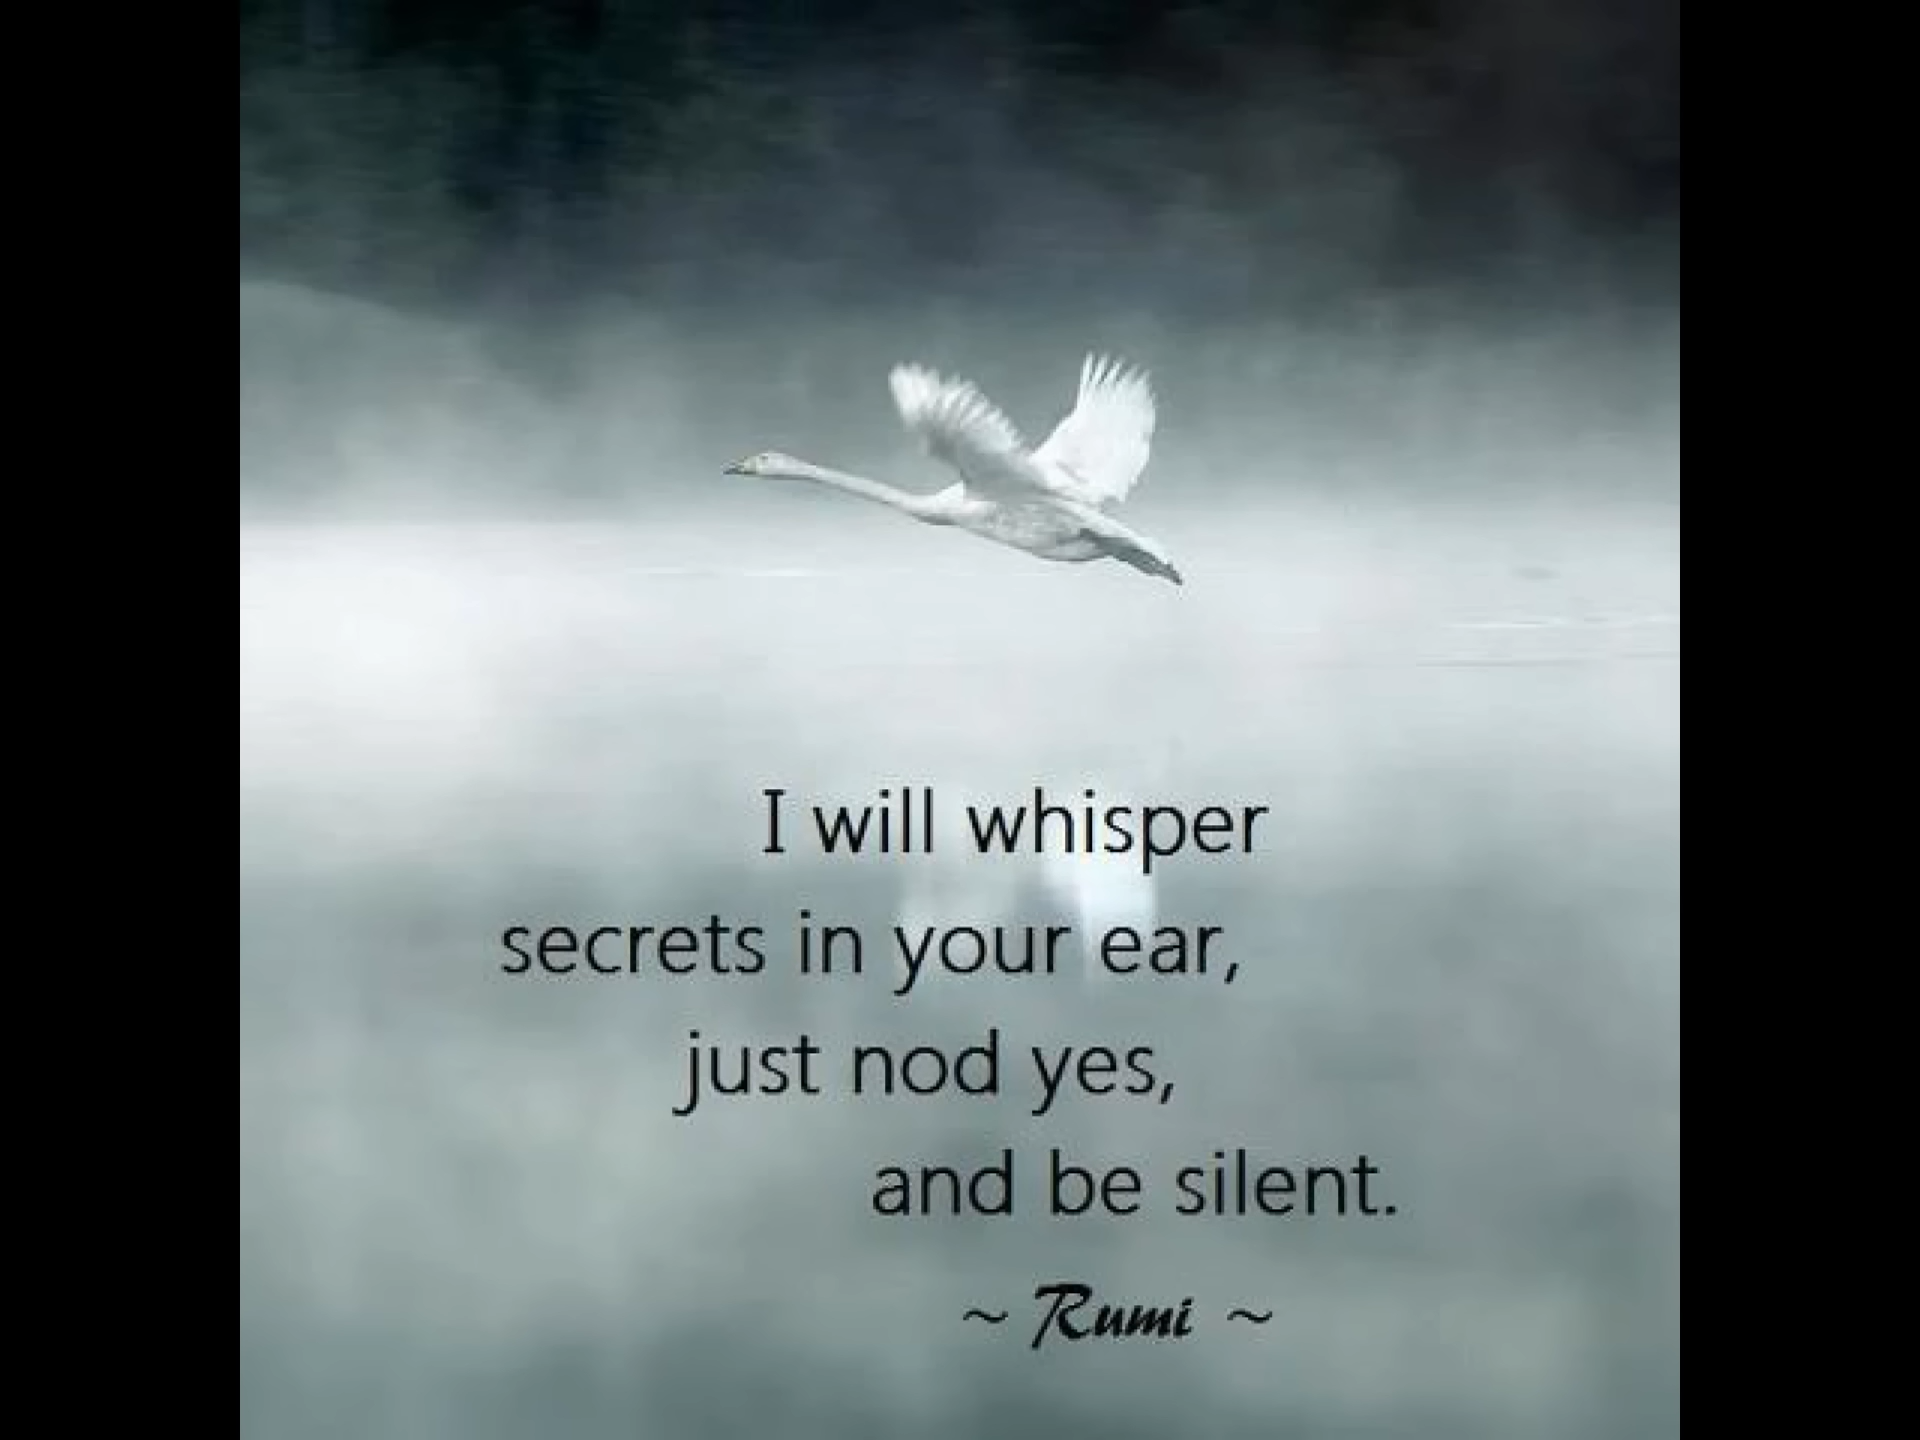 I will whisper
secrets in your ear,
just nod yes,
and be silent.
~ Rumi ~